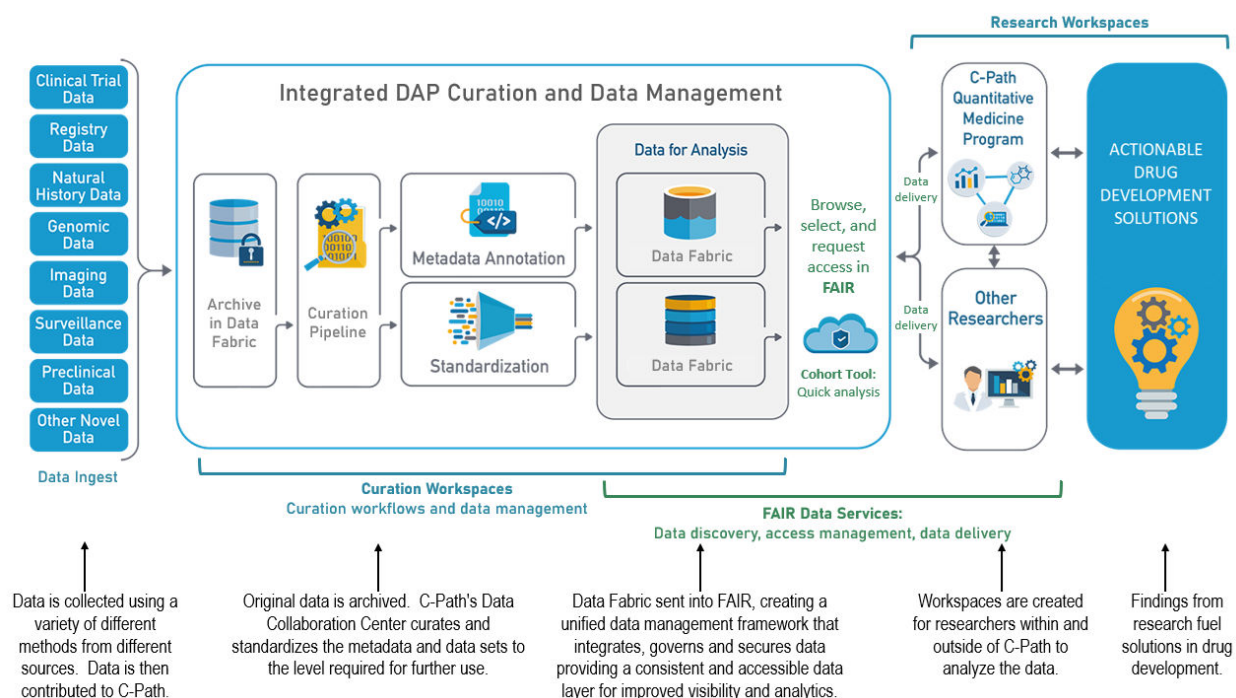 Research Workspaces
Clinical Trial
Data
Registry
Data
Natural
History Data
Genomic
Data
Imaging
Data
Surveillance
Data
Preclinical
Data
Other Novel
Data
Data Ingest
Integrated DAP Curation and Data Management
Archive
in Data
Fabric
Curation
Pipeline
10010
00110
</>
Metadata Annotation
Standardization
Data for Analysis
Data Fabric
Data Fabric
Browse,
select, and
request
access in
FAIR
Cohort Tool:
Quick analysis
Data
delivery
Data
delivery
C-Path
Quantitative
Medicine
Program
Other
Researchers
ACTIONABLE
DRUG
DEVELOPMENT
SOLUTIONS
Curation Workspaces
Curation workflows and data management
FAIR Data Services:
Data discovery, access management, data delivery
Data is collected using a
variety of different
methods from different
sources. Data is then
contributed to C-Path.
Original data is archived. C-Path's Data
Collaboration Center curates and
standardizes the metadata and data sets to
the level required for further use.
Data Fabric sent into FAIR, creating a
unified data management framework that
integrates, governs and secures data
providing a consistent and accessible data
layer for improved visibility and analytics.
Workspaces are created
for researchers within and
outside of C-Path to
analyze the data.
Findings from
research fuel
solutions in drug
development.